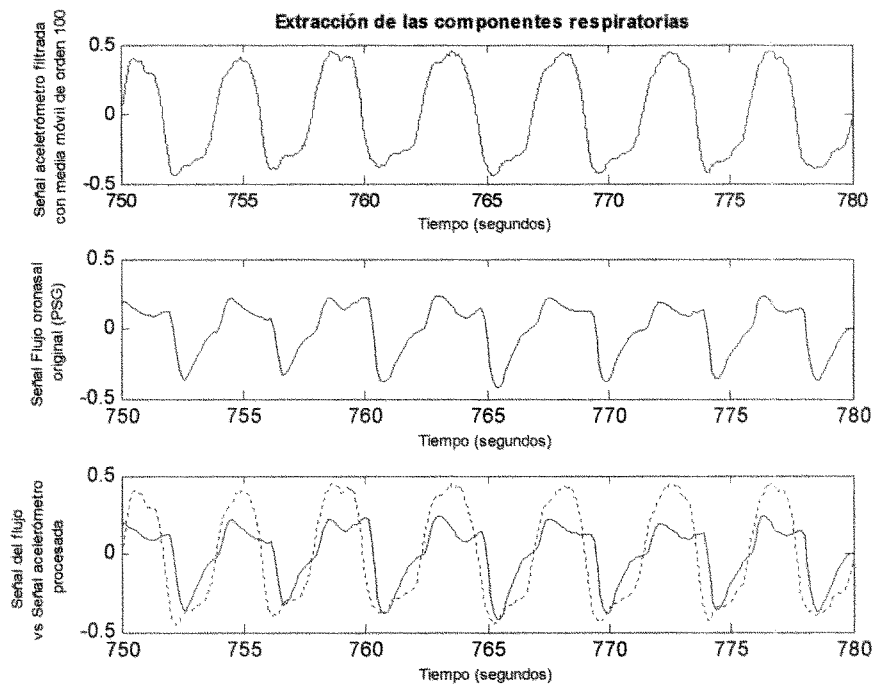 Extracción de las componentes respiratorias
Señal aceletrómetro filtrada
con media móvil de orden 100
0.5
0
-0.5
750 755 760 765 770 775 780
Tiempo (segundos)
Señal Flujo oronasal
original (PSG)
0.5
0
-0.5
750 755 760 765 770 775 780
Tiempo (segundos)
Señal del flujo
vs Señal acelerómetro
procesada
0.5
0
-0.5
750 755 760 765 770 775 780
Tiempo (segundos)